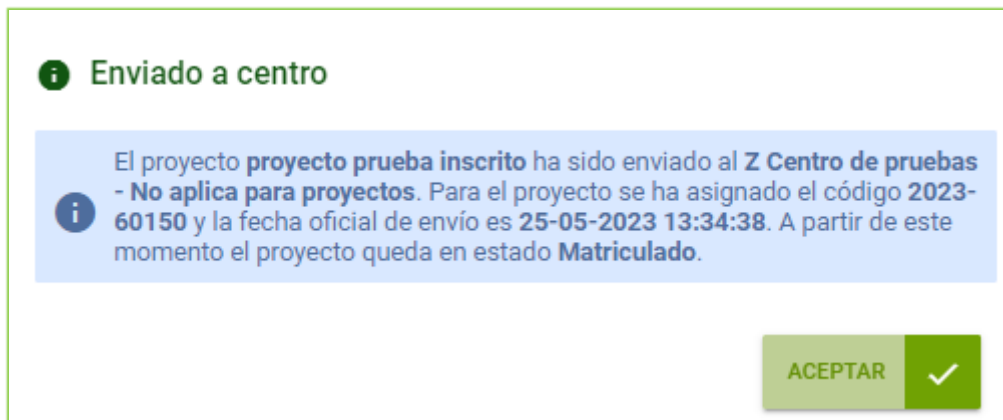 Enviado a centro
El proyecto proyecto prueba inscrito ha sido enviado al Z Centro de pruebas
- No aplica para proyectos. Para el proyecto se ha asignado el código 2023-
60150 y la fecha oficial de envío es 25-05-2023 13:34:38. A partir de este
momento el proyecto queda en estado Matriculado.
ACEPTAR